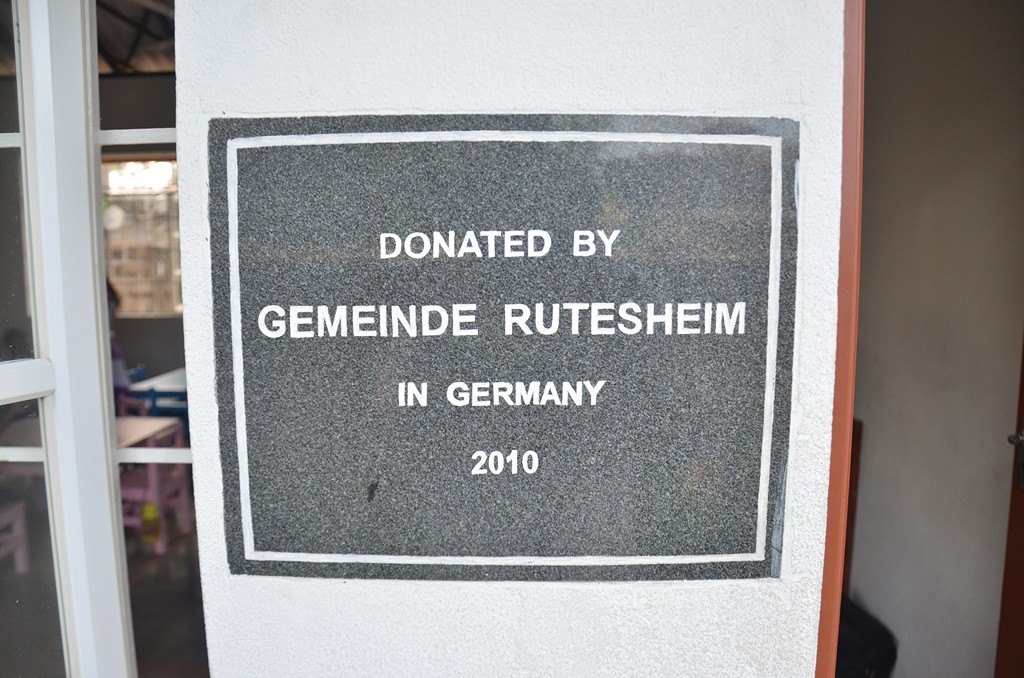 DONATED BY
GEMEINDE RUTESHEIM
IN GERMANY
2010